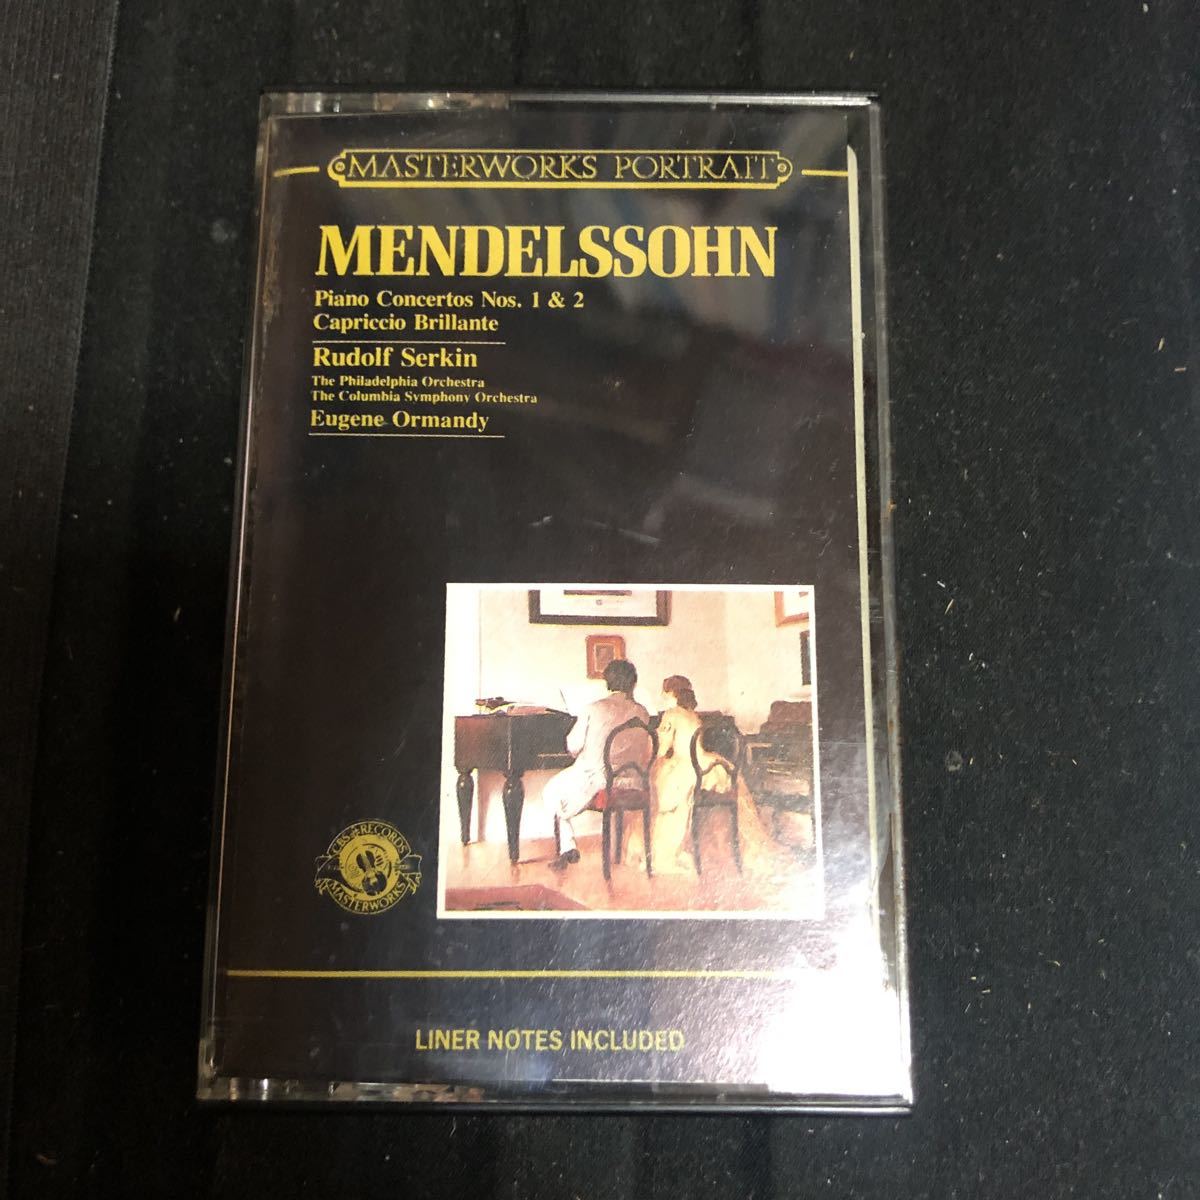 MASTERWORKS PORTRAIT
MENDELSSOHN
Piano Concertos Nos. 1 & 2
Capriccio Brillante
Rudolf Serkin
The Philadelphia Orchestra
The Columbia Symphony Orchestra
Eugene Ormandy
CBS RECORDS
MASTERWORKS
LINER NOTES INCLUDED